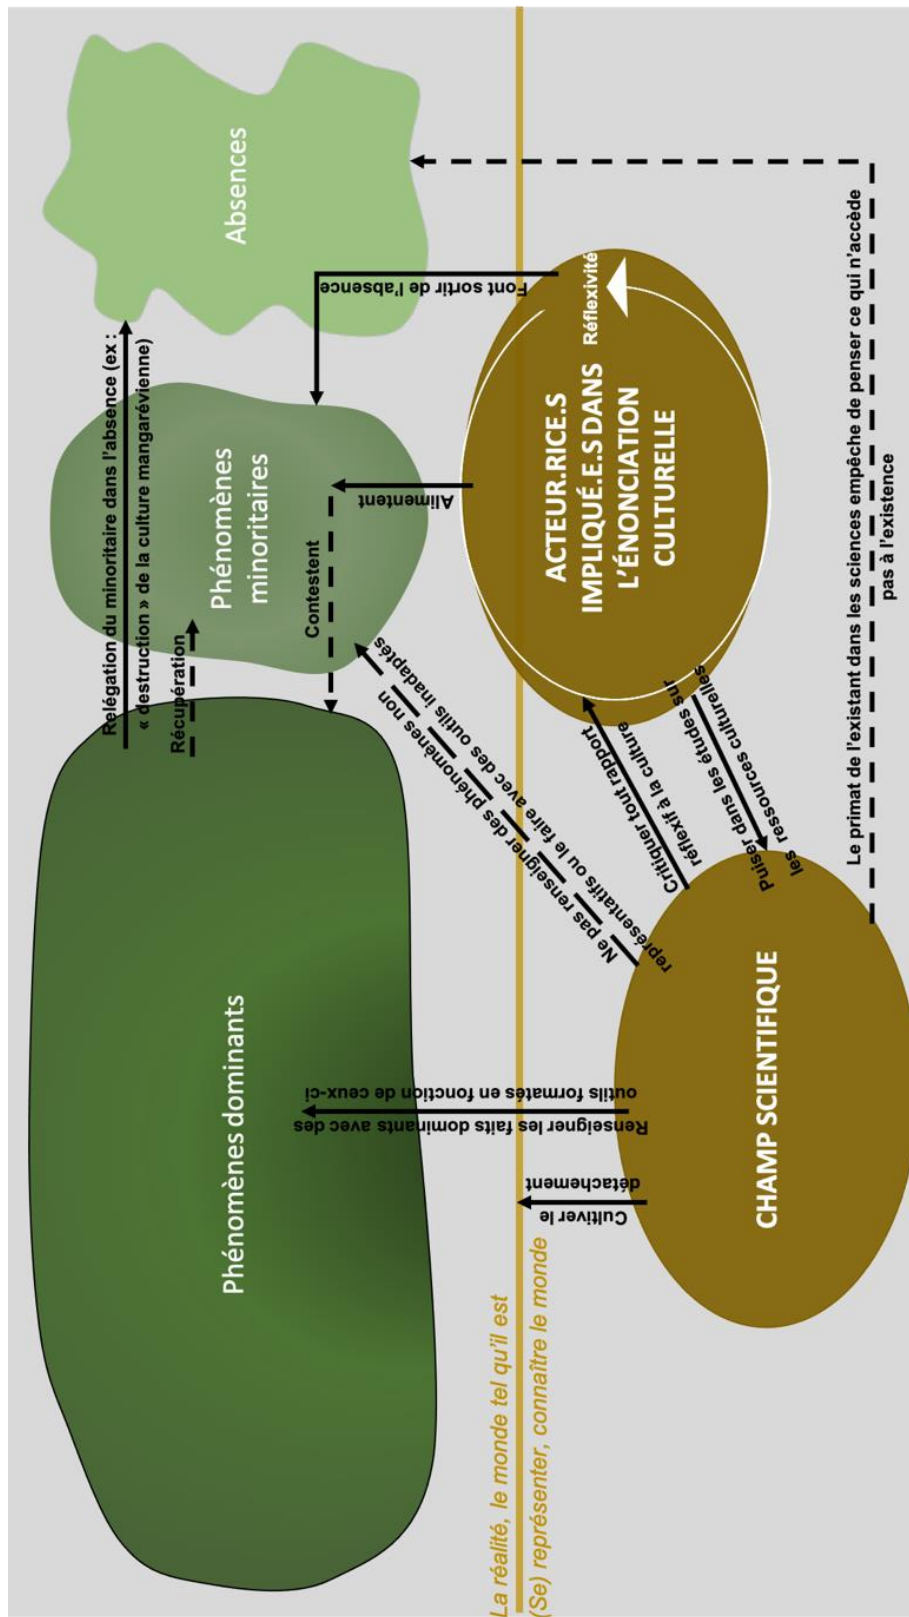 Relégation du minoritaire dans l'absence (ex :
« destruction » de la culture mangarévienne)
Récupération
Phénomènes dominants
Phénomènes
minoritaires
Absences
Contestent
Alimentent
Font sortir de l'absence
La réalité, le monde tel qu'il est
(Se) représenter, connaître le monde
Cultiver le
détachement
Renseigner les faits dominants avec des
outils formatés en fonction de ceux-ci
Ne pas renseigner des phénomènes non
représentatifs ou le faire avec des outils inadaptés
Critiquer tout rapport
réflexif à la culture
Puiser dans les études sur
les ressources culturelles
ACTEUR.RICE.S
IMPLIQUÉ.E.S DANS
L'ÉNONCIATION
CULTURELLE
Réflexivité
CHAMP SCIENTIFIQUE
Le primat de l'existant dans les sciences empêche de penser ce qui n'accède
pas à l'existence